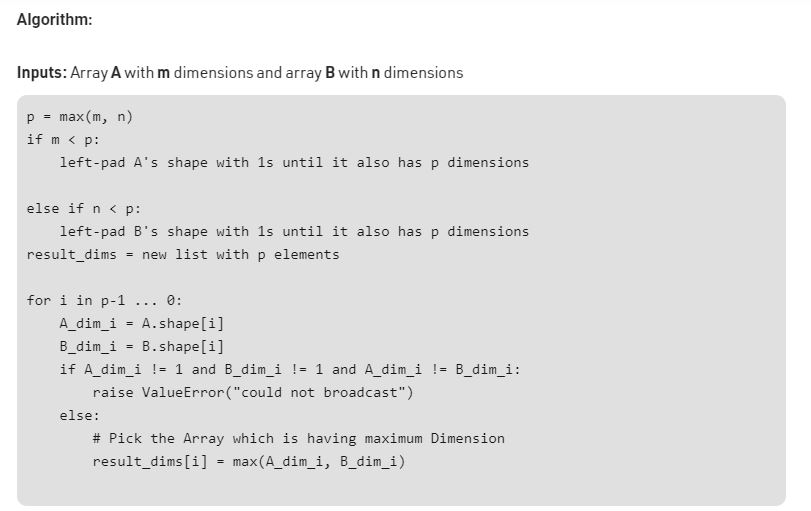 Algorithm:
Inputs: Array A with m dimensions and array B with n dimensions
p = max(m, n)
if m < p:
    left-pad A's shape with 1s until it also has p dimensions
else if n < p:
    left-pad B's shape with 1s until it also has p dimensions
result_dims = new list with p elements
for i in p-1 ... 0:
    A_dim_i = A.shape[i]
    B_dim_i = B.shape[i]
    if A_dim_i != 1 and B_dim_i != 1 and A_dim_i != B_dim_i:
        raise ValueError("could not broadcast")
    else:
        # Pick the Array which is having maximum Dimension
        result_dims[i] = max(A_dim_i, B_dim_i)